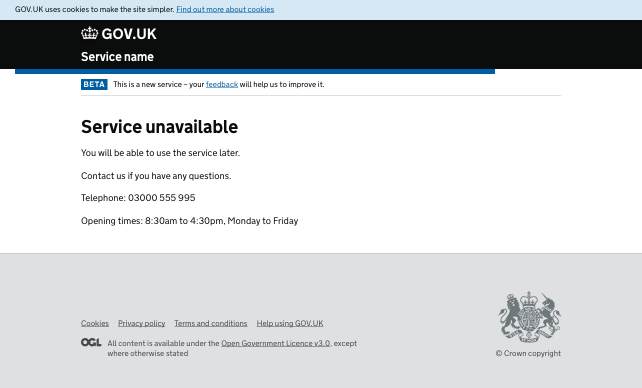 GOV.UK uses cookies to make the site simpler. Find out more about cookies
GOV.UK
Service name
BETA This is a new service – your feedback will help us to improve it.
Service unavailable
You will be able to use the service later.
Contact us if you have any questions.
Telephone: 03000 555 995
Opening times: 8:30am to 4:30pm, Monday to Friday
Cookies Privacy policy Terms and conditions Help using GOV.UK
OGL All content is available under the Open Government Licence v3.0, except
where otherwise stated
© Crown copyright